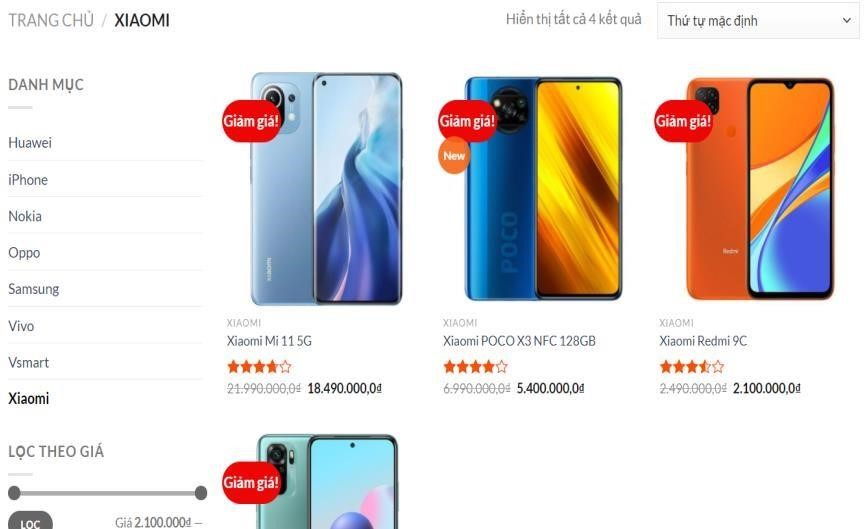 TRANG CHỦ / XIAOMI
Hiển thị tất cả 4 kết quả
Thứ tự mặc định
DANH MỤC
Huawei
iPhone
Nokia
Oppo
Samsung
Vivo
Vsmart
Xiaomi
LỌC THEO GIÁ
LỌC
Giá 2.100.000₫ —
Giảm giá!
xiaomi
XIAOMI
Xiaomi Mi 11 5G
21.990.000,0₫ 18.490.000,0₫
Giảm giá!
New
POCO
XIAOMI
Xiaomi POCO X3 NFC 128GB
6.990.000,0₫ 5.400.000,0₫
Giảm giá!
Redmi
XIAOMI
Xiaomi Redmi 9C
2.490.000,0₫ 2.100.000,0₫
Giảm giá!